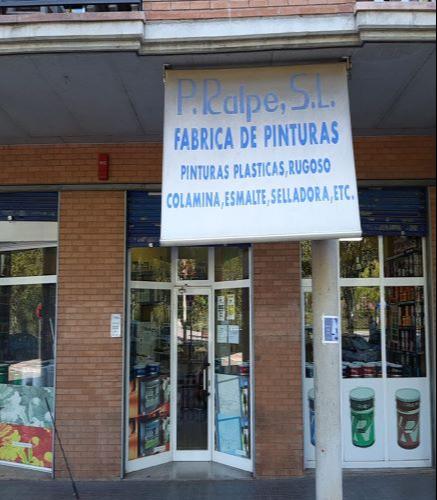 P. Ralpe, S.L.
FABRICA DE PINTURAS
PINTURAS PLASTICAS,RUGOSO
COLAMINA,ESMALTE,SELLADORA,ETC.